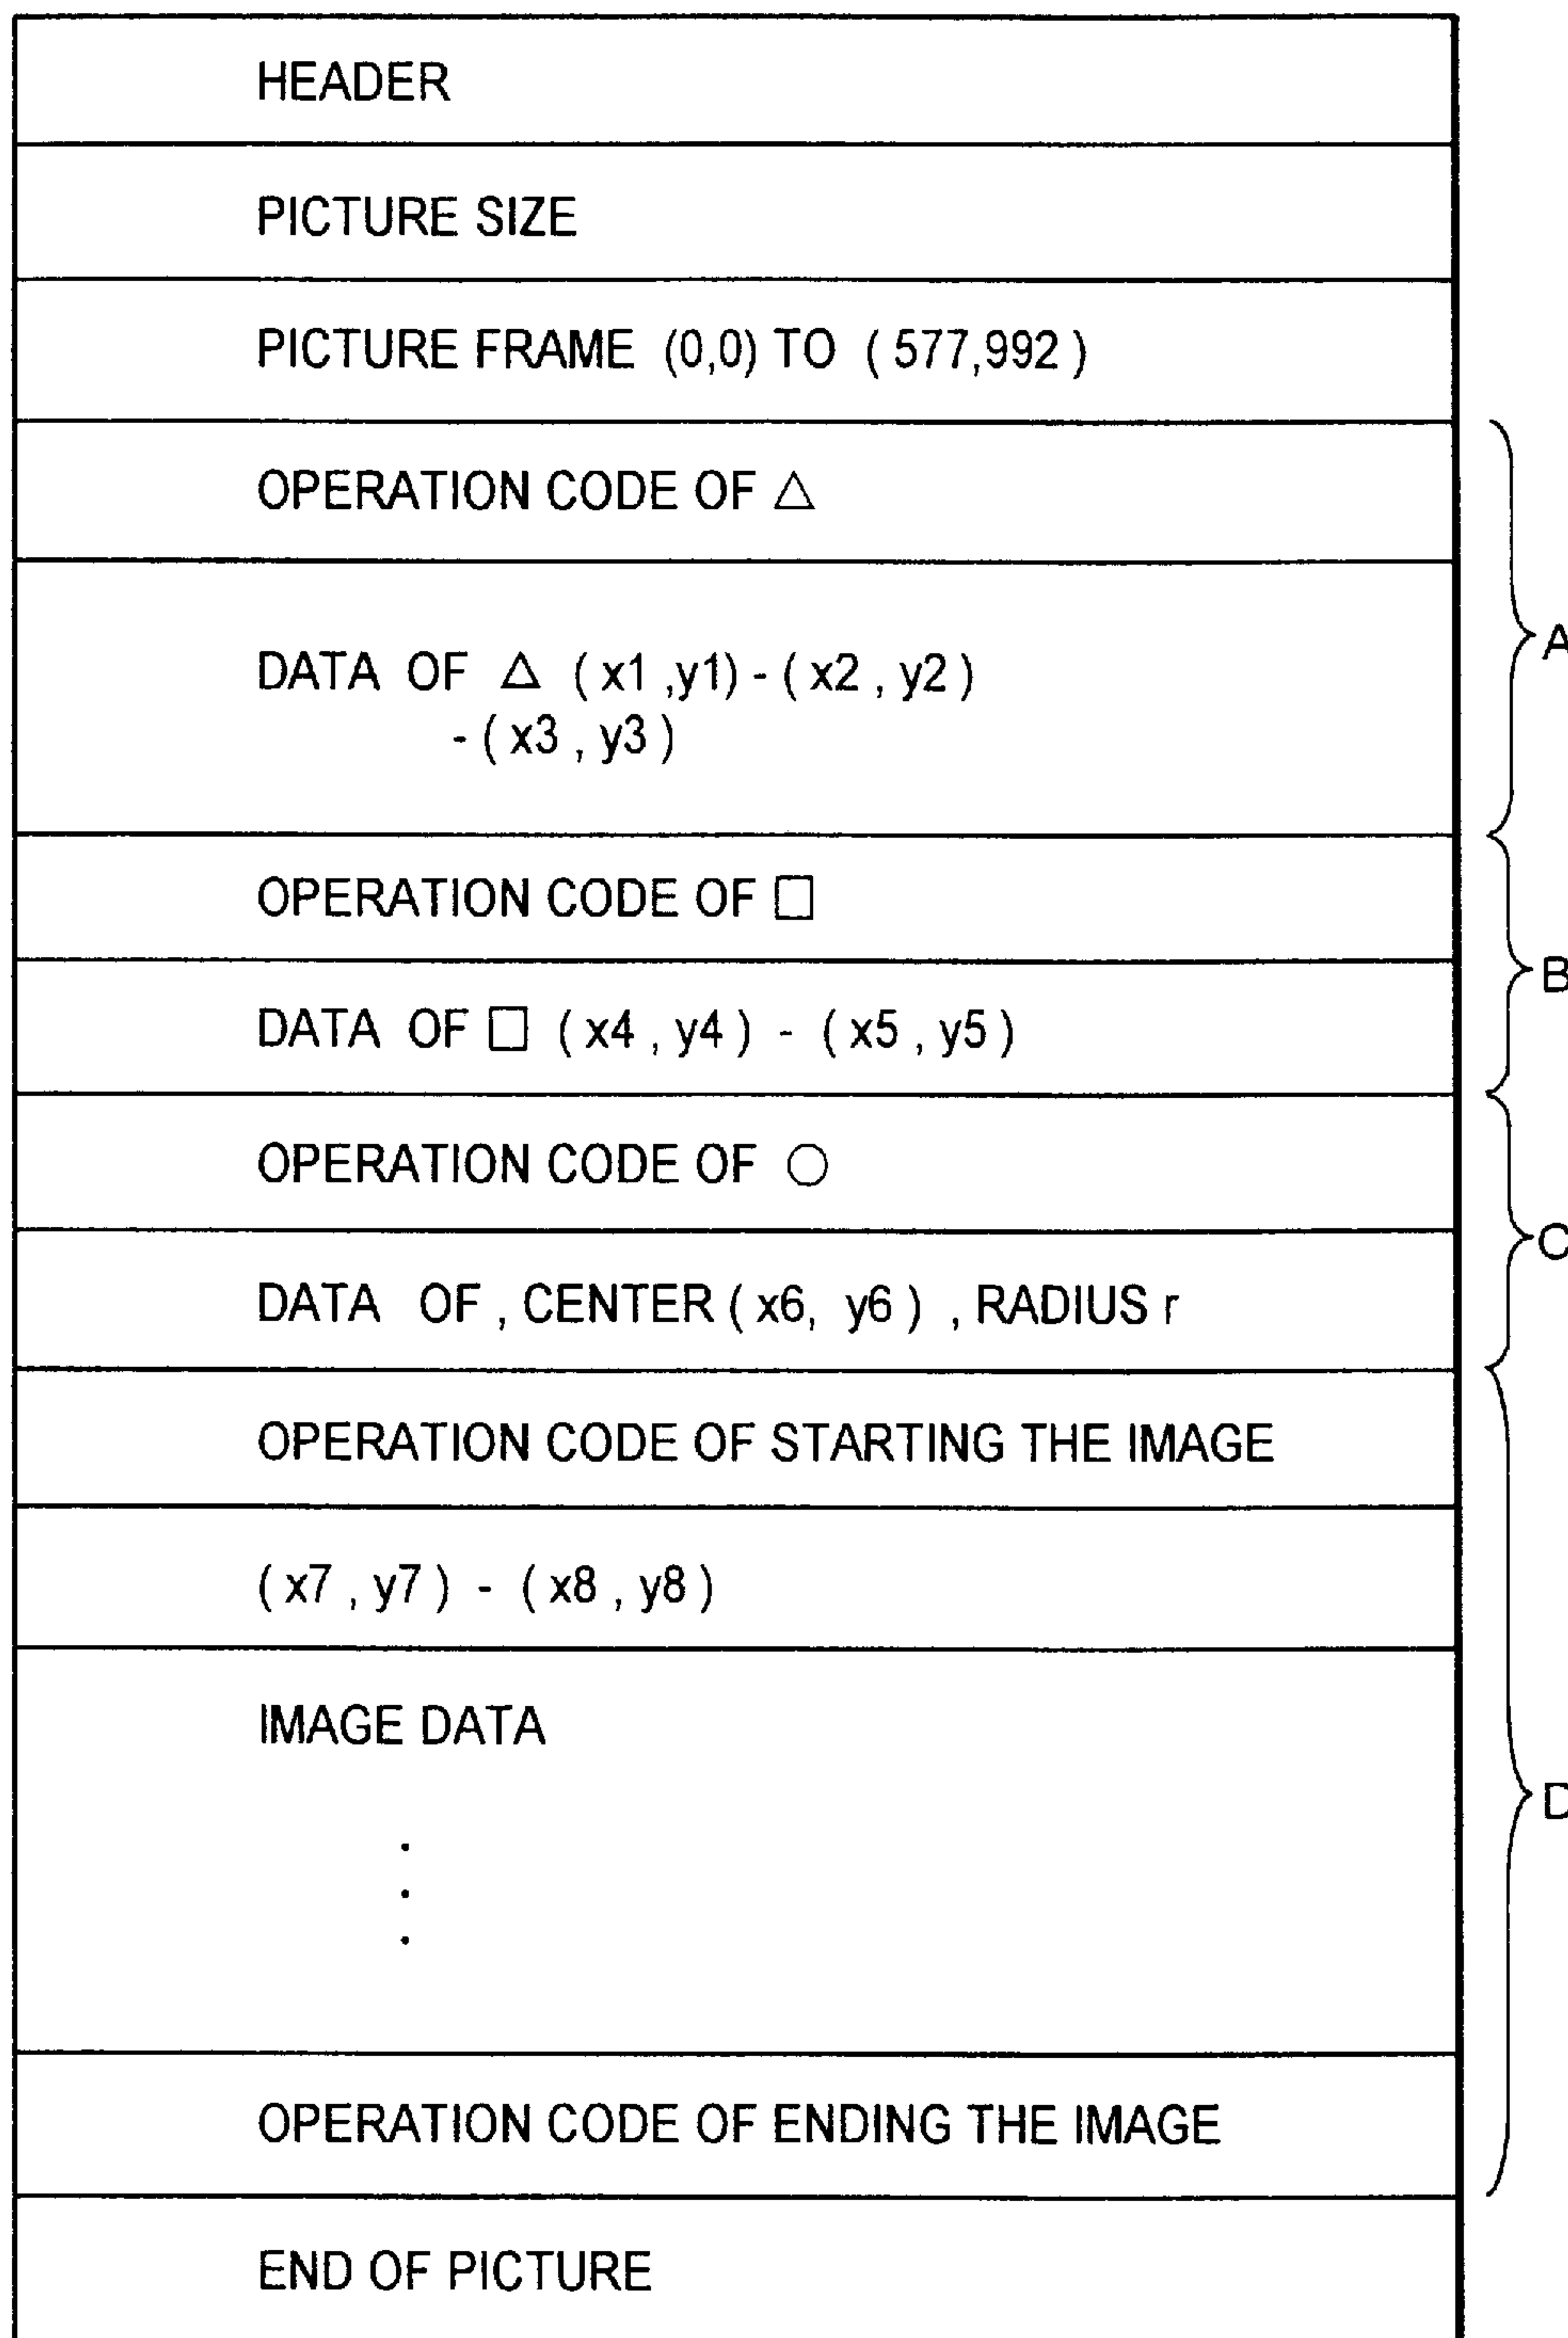 HEADER
PICTURE SIZE
PICTURE FRAME (0,0) TO ( 577,992 )
OPERATION CODE OF △
DATA OF △ ( x1 ,y1) - ( x2 , y2 )
- ( x3 , y3 )
A
OPERATION CODE OF □
DATA OF □ ( x4 , y4 ) - ( x5 , y5 )
B
OPERATION CODE OF ○
DATA OF , CENTER ( x6, y6 ) , RADIUS r
C
OPERATION CODE OF STARTING THE IMAGE
( x7 , y7 ) - ( x8 , y8 )
IMAGE DATA
D
OPERATION CODE OF ENDING THE IMAGE
END OF PICTURE